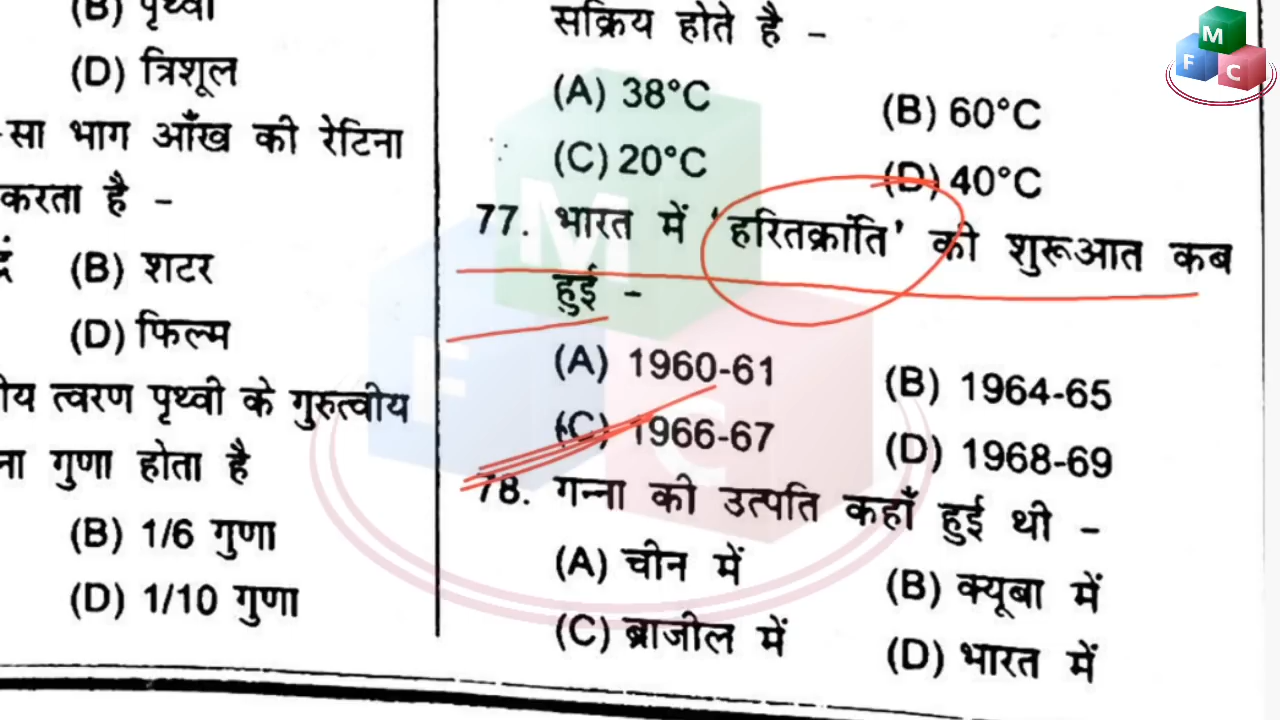 (B) पृथ्वी
(D) त्रिशूल
सा भाग आँख की रेटिना
करता है -
(B) शटर
(D) फिल्म
गुणा होता है
त्वरण पृथ्वी के गुरुत्वीय
(B) 1/6 गुणा
(D) 1/10 गुणा
सक्रिय होते है -
(A) 38°C (B) 60°C
(C) 20°C (D) 40°C
77. भारत में 'हरितक्रांति' की शुरूआत कब
हुई -
(A) 1960-61 (B) 1964-65
(C) 1966-67 (D) 1968-69
78. गन्ना की उत्पति कहाँ हुई थी -
(A) चीन में (B) क्यूबा में
(C) ब्राजील में (D) भारत में
M
F C
M
F C